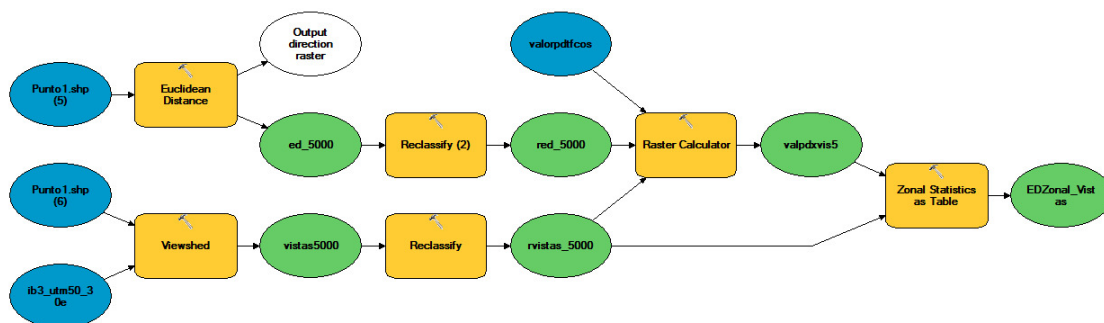 Output
direction
raster
valorpdtfcos
Punto1.shp
(5)
Euclidean
Distance
ed_5000
Reclassify (2)
red_5000
Raster Calculator
valpdxvis5
Punto1.shp
(6)
Viewshed
vistas5000
Reclassify
rvistas_5000
Zonal Statistics
as Table
EDZonal_Vist
as
ib3_utm50_3
0e